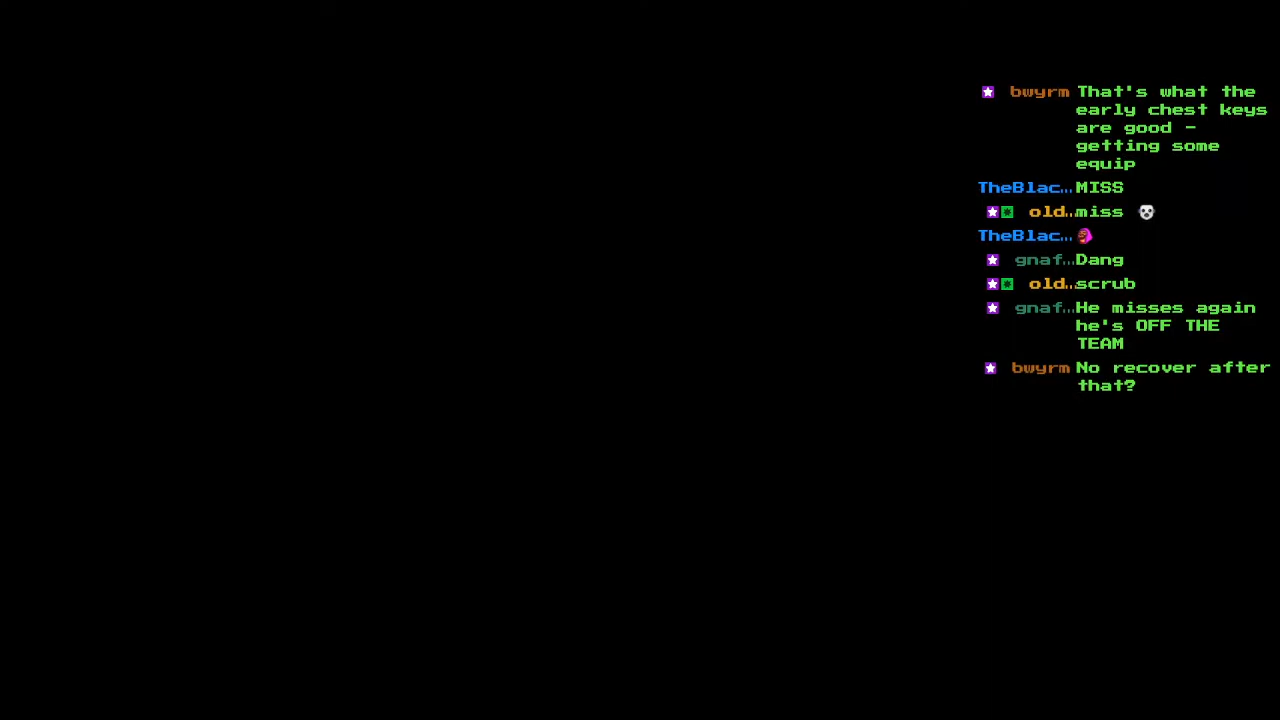 bwyrm That's what the
early chest keys
are good -
getting some
equip
TheBlac… MISS
old… miss
TheBlac…
gnaf… Dang
old… scrub
gnaf… He misses again
he's OFF THE
TEAM
bwyrm No recover after
that?